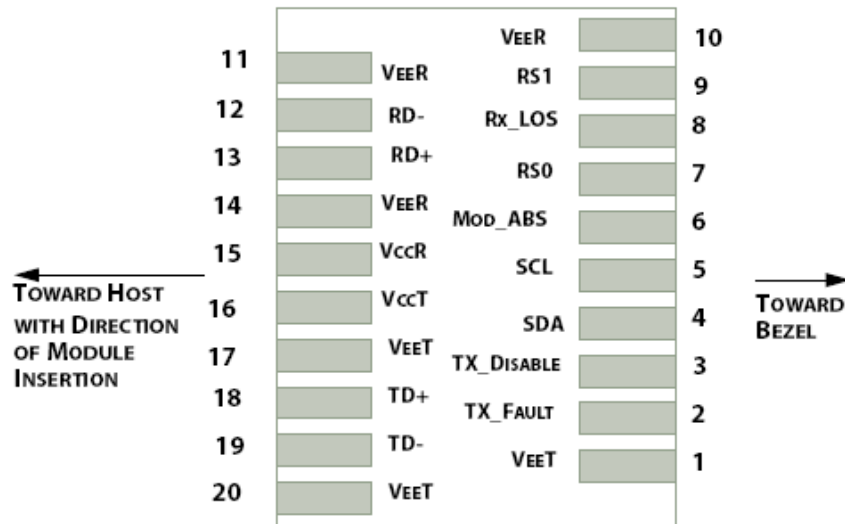 11 VEER
12 RD-
13 RD+
14 VEER
15 VCCR
16 VCCT
17 VEET
18 TD+
19 TD-
20 VEET
VEER 10
RS1 9
RX_LOS 8
RS0 7
MOD_ABS 6
SCL 5
SDA 4
TX_DISABLE 3
TX_FAULT 2
VEET 1
TOWARD HOST
WITH DIRECTION
OF MODULE
INSERTION
TOWARD
BEZEL